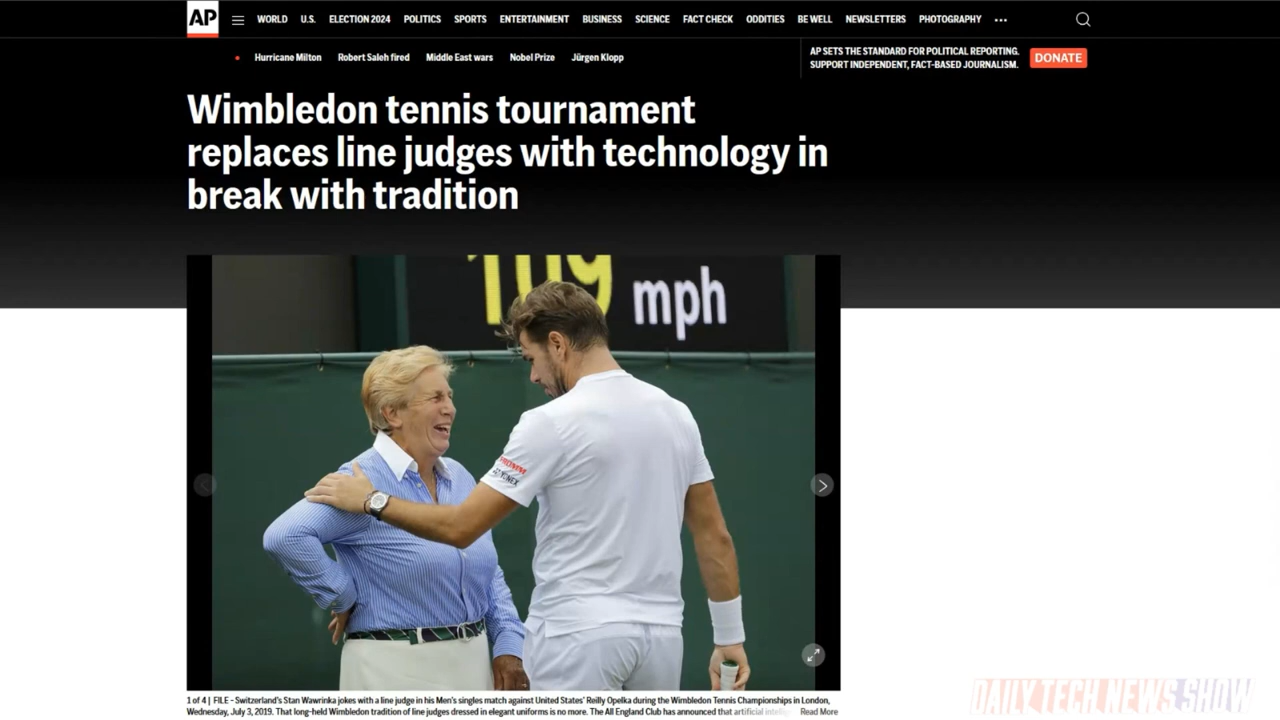 AP
WORLD U.S. ELECTION 2024 POLITICS SPORTS ENTERTAINMENT BUSINESS SCIENCE FACT CHECK ODDITIES BE WELL NEWSLETTERS PHOTOGRAPHY •••
Hurricane Milton Robert Saleh fired Middle East wars Nobel Prize Jürgen Klopp
AP SETS THE STANDARD FOR POLITICAL REPORTING.
SUPPORT INDEPENDENT, FACT-BASED JOURNALISM.
DONATE
Wimbledon tennis tournament
replaces line judges with technology in
break with tradition
109 mph
YONEX
1 of 4 | FILE - Switzerland's Stan Wawrinka jokes with a line judge in his Men's singles match against United States' Reilly Opelka during the Wimbledon Tennis Championships in London,
Wednesday, July 3, 2019. That long-held Wimbledon tradition of line judges dressed in elegant uniforms is no more. The All England Club has announced that artificial Read More
DAILY TECH NEWS SHOW